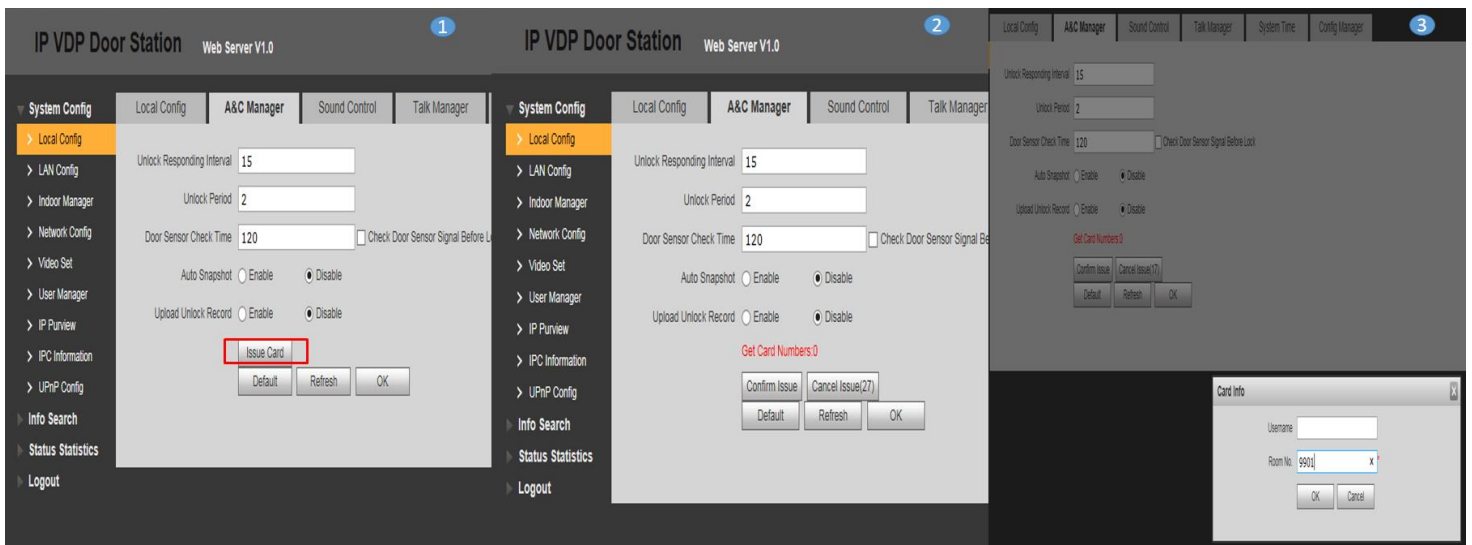 1
IP VDP Door Station Web Server V1.0
System Config
Local Config
LAN Config
Indoor Manager
Network Config
Video Set
User Manager
IP Purview
IPC Information
UPnP Config
Info Search
Status Statistics
Logout
Local Config A&C Manager Sound Control Talk Manager
Unlock Responding Interval 15
Unlock Period 2
Door Sensor Check Time 120 Check Door Sensor Signal Before L
Auto Snapshot Enable Disable
Upload Unlock Record Enable Disable
Issue Card
Default Refresh OK
2
IP VDP Door Station Web Server V1.0
System Config
Local Config
LAN Config
Indoor Manager
Network Config
Video Set
User Manager
IP Purview
IPC Information
UPnP Config
Info Search
Status Statistics
Logout
Local Config A&C Manager Sound Control Talk Manager
Unlock Responding Interval 15
Unlock Period 2
Door Sensor Check Time 120 Check Door Sensor Signal Be
Auto Snapshot Enable Disable
Upload Unlock Record Enable Disable
Get Card Numbers:0
Confirm Issue Cancel Issue(27)
Default Refresh OK
3
Local Config A&C Manager Sound Control Talk Manager System Time Config Manager
Unlock Responding Interval 15
Unlock Period 2
Door Sensor Check Time 120 Check Door Sensor Signal Before Lock
Auto Snapshot Enable Disable
Upload Unlock Record Enable Disable
Get Card Numbers:0
Confirm Issue Cancel Issue(17)
Default Refresh OK
Card Info X
Username
Room No. 9901 x *
OK Cancel